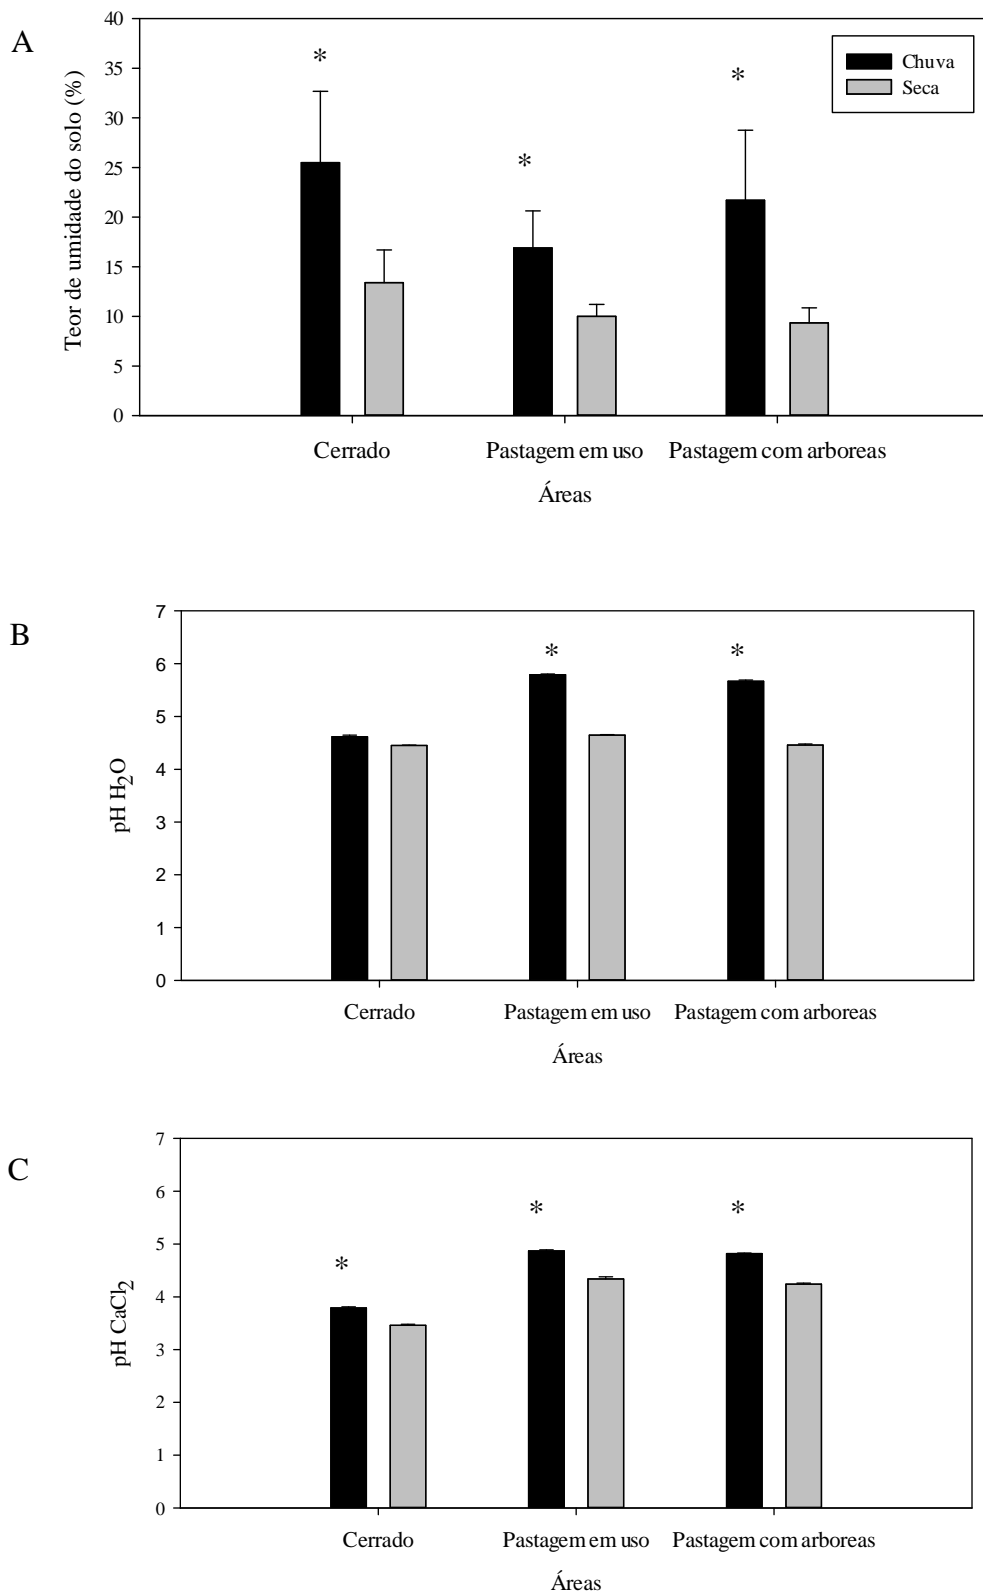 A
40
35
30
25
20
15
10
5
0
Teor de umidade do solo (%)
*
*
*
Chuva
Seca
Cerrado
Pastagem em uso
Pastagem com arboreas
Áreas
B
7
6
5
4
3
2
1
0
pH H₂O
*
*
Cerrado
Pastagem em uso
Pastagem com arboreas
Áreas
C
7
6
5
4
3
2
1
0
pH CaCl₂
*
*
*
Cerrado
Pastagem em uso
Pastagem com arboreas
Áreas